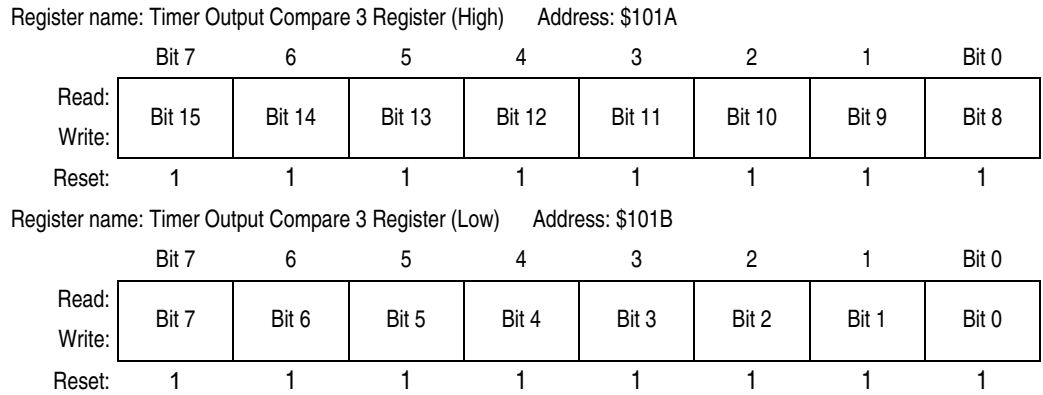 Register name: Timer Output Compare 3 Register (High) Address: $101A
Bit 7 6 5 4 3 2 1 Bit 0
Read:
Bit 15 Bit 14 Bit 13 Bit 12 Bit 11 Bit 10 Bit 9 Bit 8
Write:
Reset: 1 1 1 1 1 1 1 1
Register name: Timer Output Compare 3 Register (Low) Address: $101B
Bit 7 6 5 4 3 2 1 Bit 0
Read:
Bit 7 Bit 6 Bit 5 Bit 4 Bit 3 Bit 2 Bit 1 Bit 0
Write:
Reset: 1 1 1 1 1 1 1 1